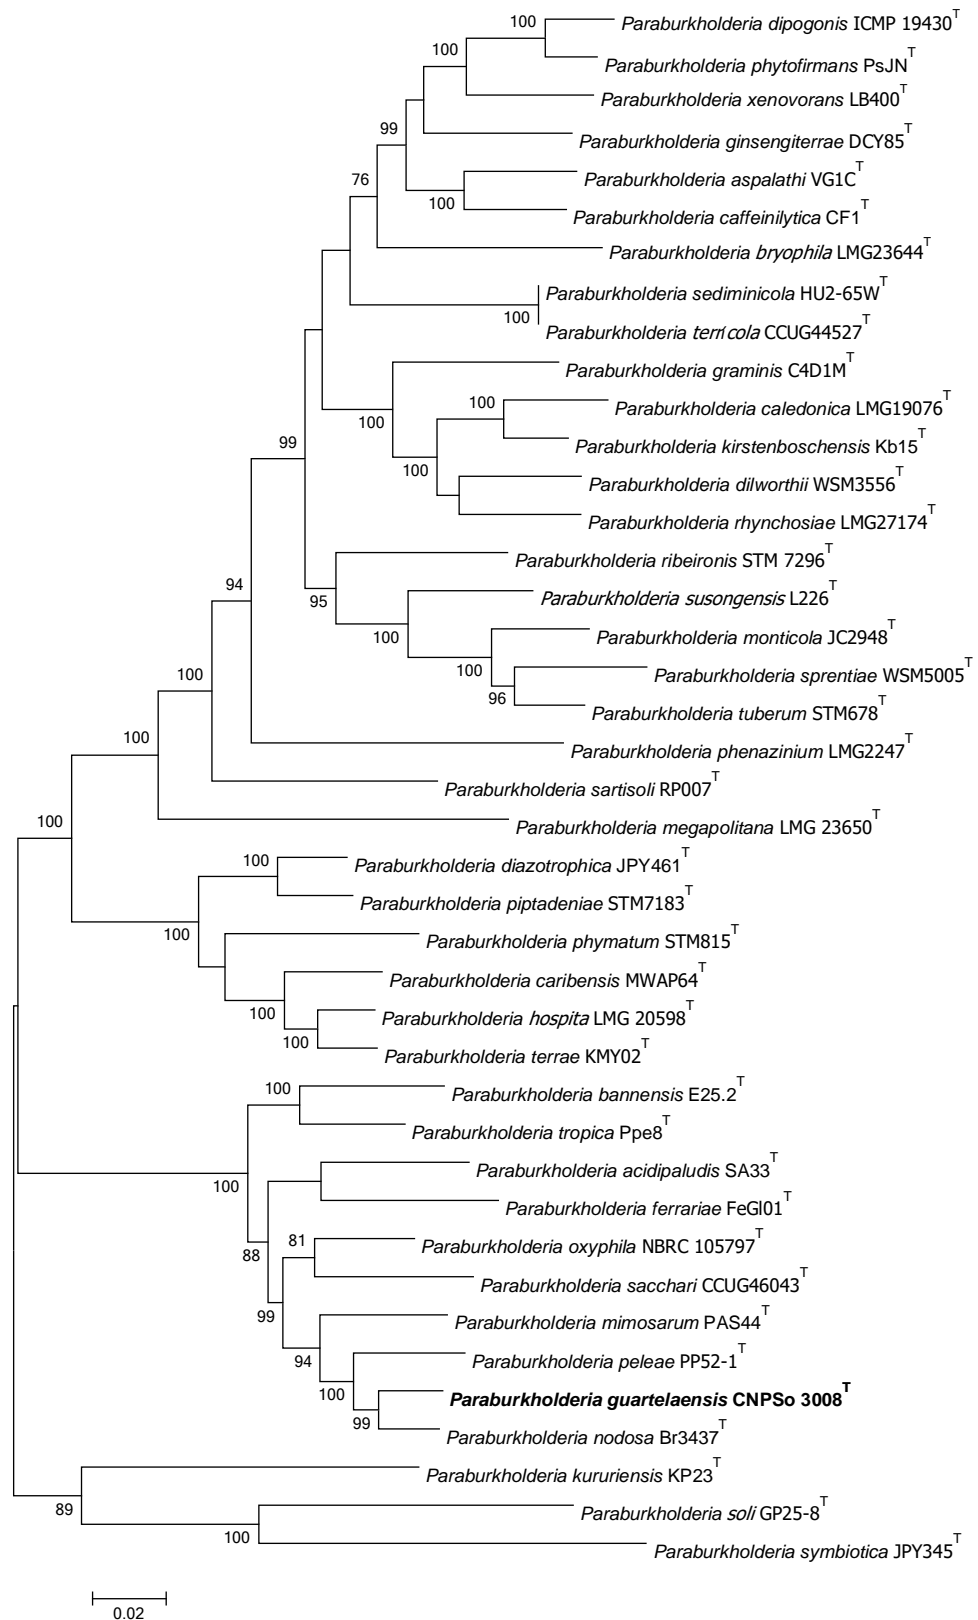 100 Paraburkholderia dipogonis ICMP 19430T
100 Paraburkholderia phytofirmans PsJNT
Paraburkholderia xenovorans LB400T
99 Paraburkholderia ginsengiterrae DCY85T
76 Paraburkholderia aspalathi VG1CT
100 Paraburkholderia caffeinilytica CF1T
Paraburkholderia bryophila LMG23644T
Paraburkholderia sediminicola HU2-65WT
100
Paraburkholderia terrícola CCUG44527T
Paraburkholderia graminis C4D1MT
100 Paraburkholderia caledonica LMG19076T
100
99 Paraburkholderia kirstenboschensis Kb15T
100
Paraburkholderia dilworthii WSM3556T
Paraburkholderia rhynchosiae LMG27174T
Paraburkholderia ribeironis STM 7296T
94
95 Paraburkholderia susongensis L226T
100 Paraburkholderia monticola JC2948T
100 100 Paraburkholderia sprentiae WSM5005T
96
Paraburkholderia tuberum STM678T
100 Paraburkholderia phenazinium LMG2247T
Paraburkholderia sartisoli RP007T
100 Paraburkholderia megapolitana LMG 23650T
100 Paraburkholderia diazotrophica JPY461T
Paraburkholderia piptadeniae STM7183T
100
Paraburkholderia phymatum STM815T
Paraburkholderia caribensis MWAP64T
100 Paraburkholderia hospita LMG 20598T
100
Paraburkholderia terrae KMY02T
100 Paraburkholderia bannensis E25.2T
Paraburkholderia tropica Ppe8T
100 Paraburkholderia acidipaludis SA33T
Paraburkholderia ferrariae FeGl01T
81 Paraburkholderia oxyphila NBRC 105797T
88
Paraburkholderia sacchari CCUG46043T
99 Paraburkholderia mimosarum PAS44T
94 Paraburkholderia peleae PP52-1T
100
Paraburkholderia guartelaensis CNPSo 3008T
99
Paraburkholderia nodosa Br3437T
Paraburkholderia kururiensis KP23T
89 Paraburkholderia soli GP25-8T
100
Paraburkholderia symbiotica JPY345T
0.02